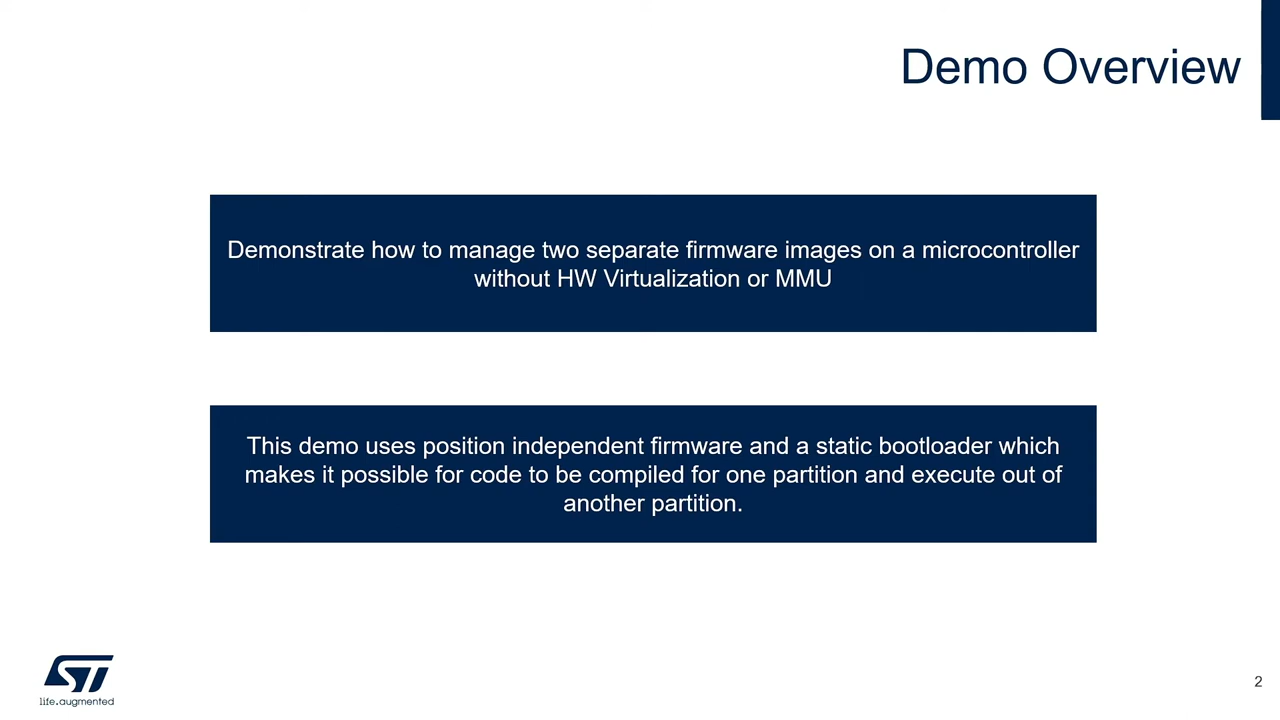 Demo Overview
Demonstrate how to manage two separate firmware images on a microcontroller
without HW Virtualization or MMU
This demo uses position independent firmware and a static bootloader which
makes it possible for code to be compiled for one partition and execute out of
another partition.
ST
life.augmented
2